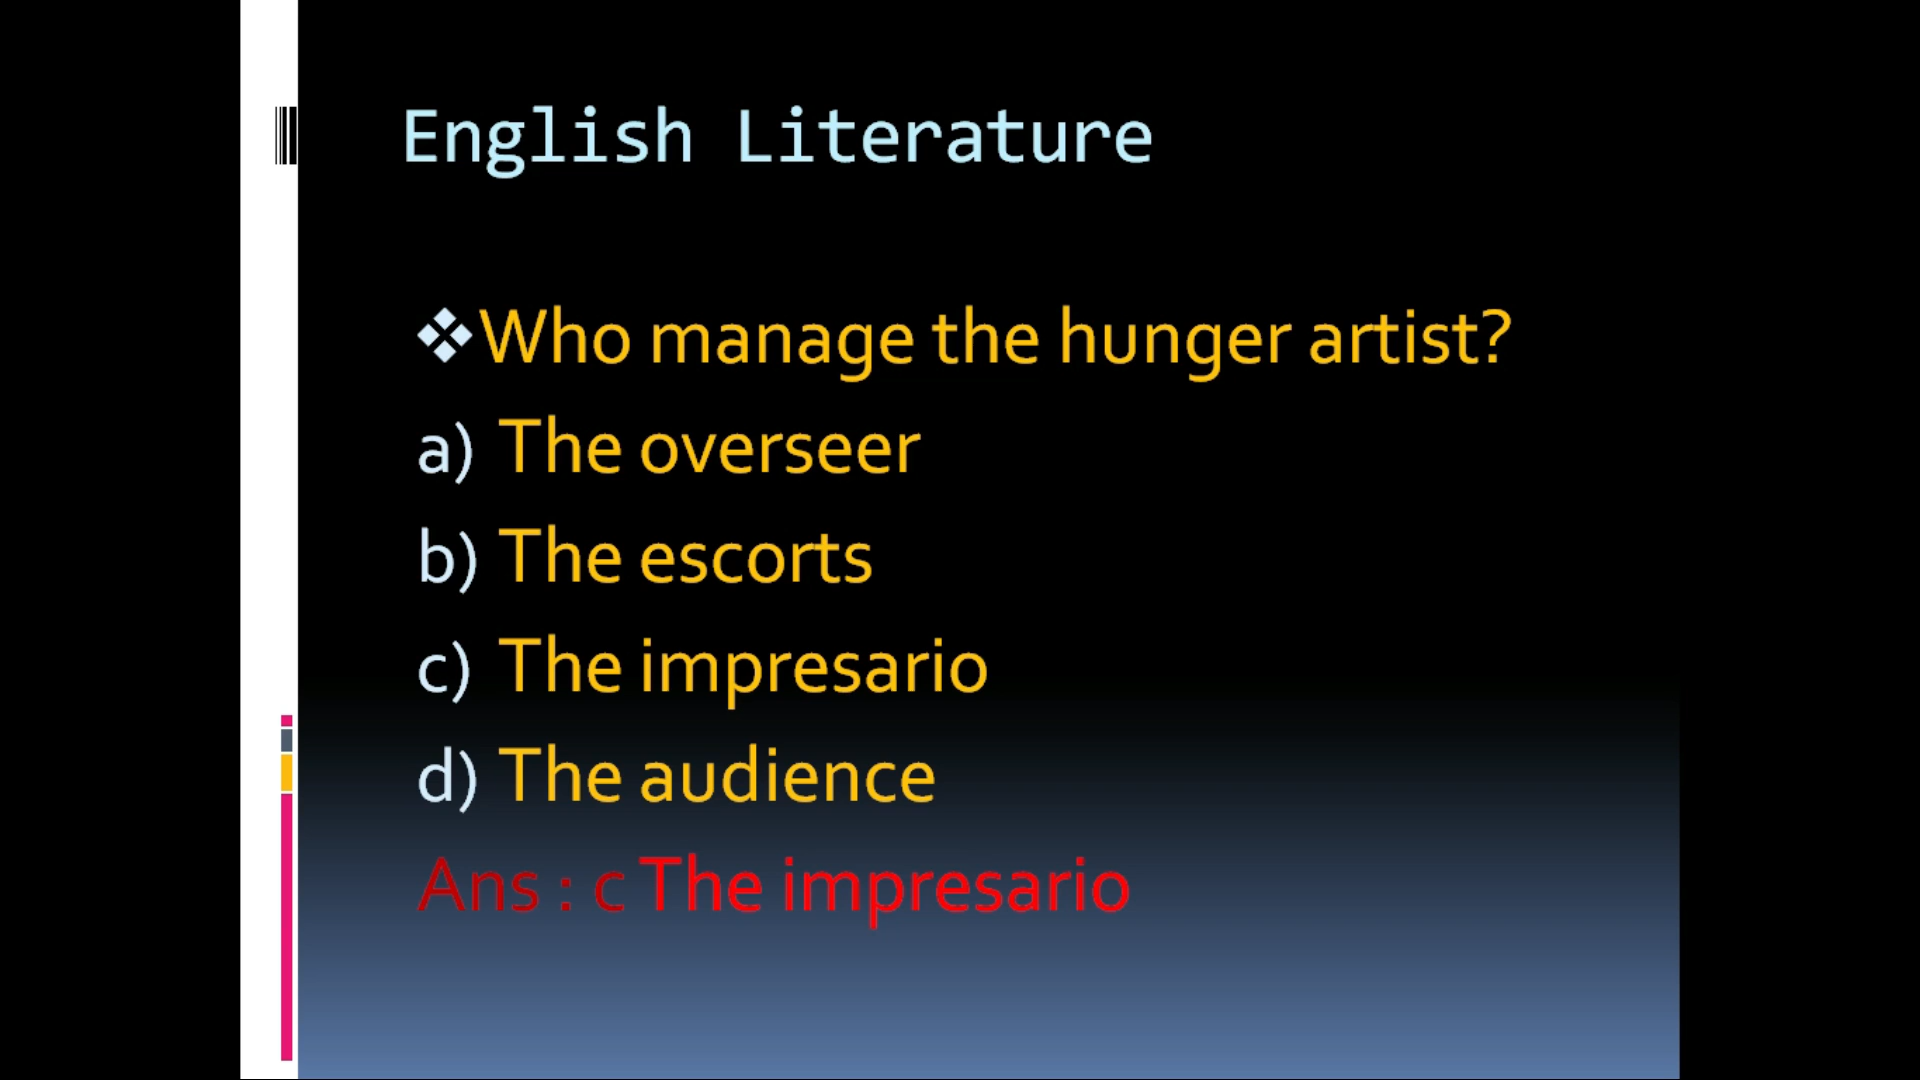 English Literature
❖Who manage the hunger artist?
a) The overseer
b) The escorts
c) The impresario
d) The audience
Ans : c The impresario